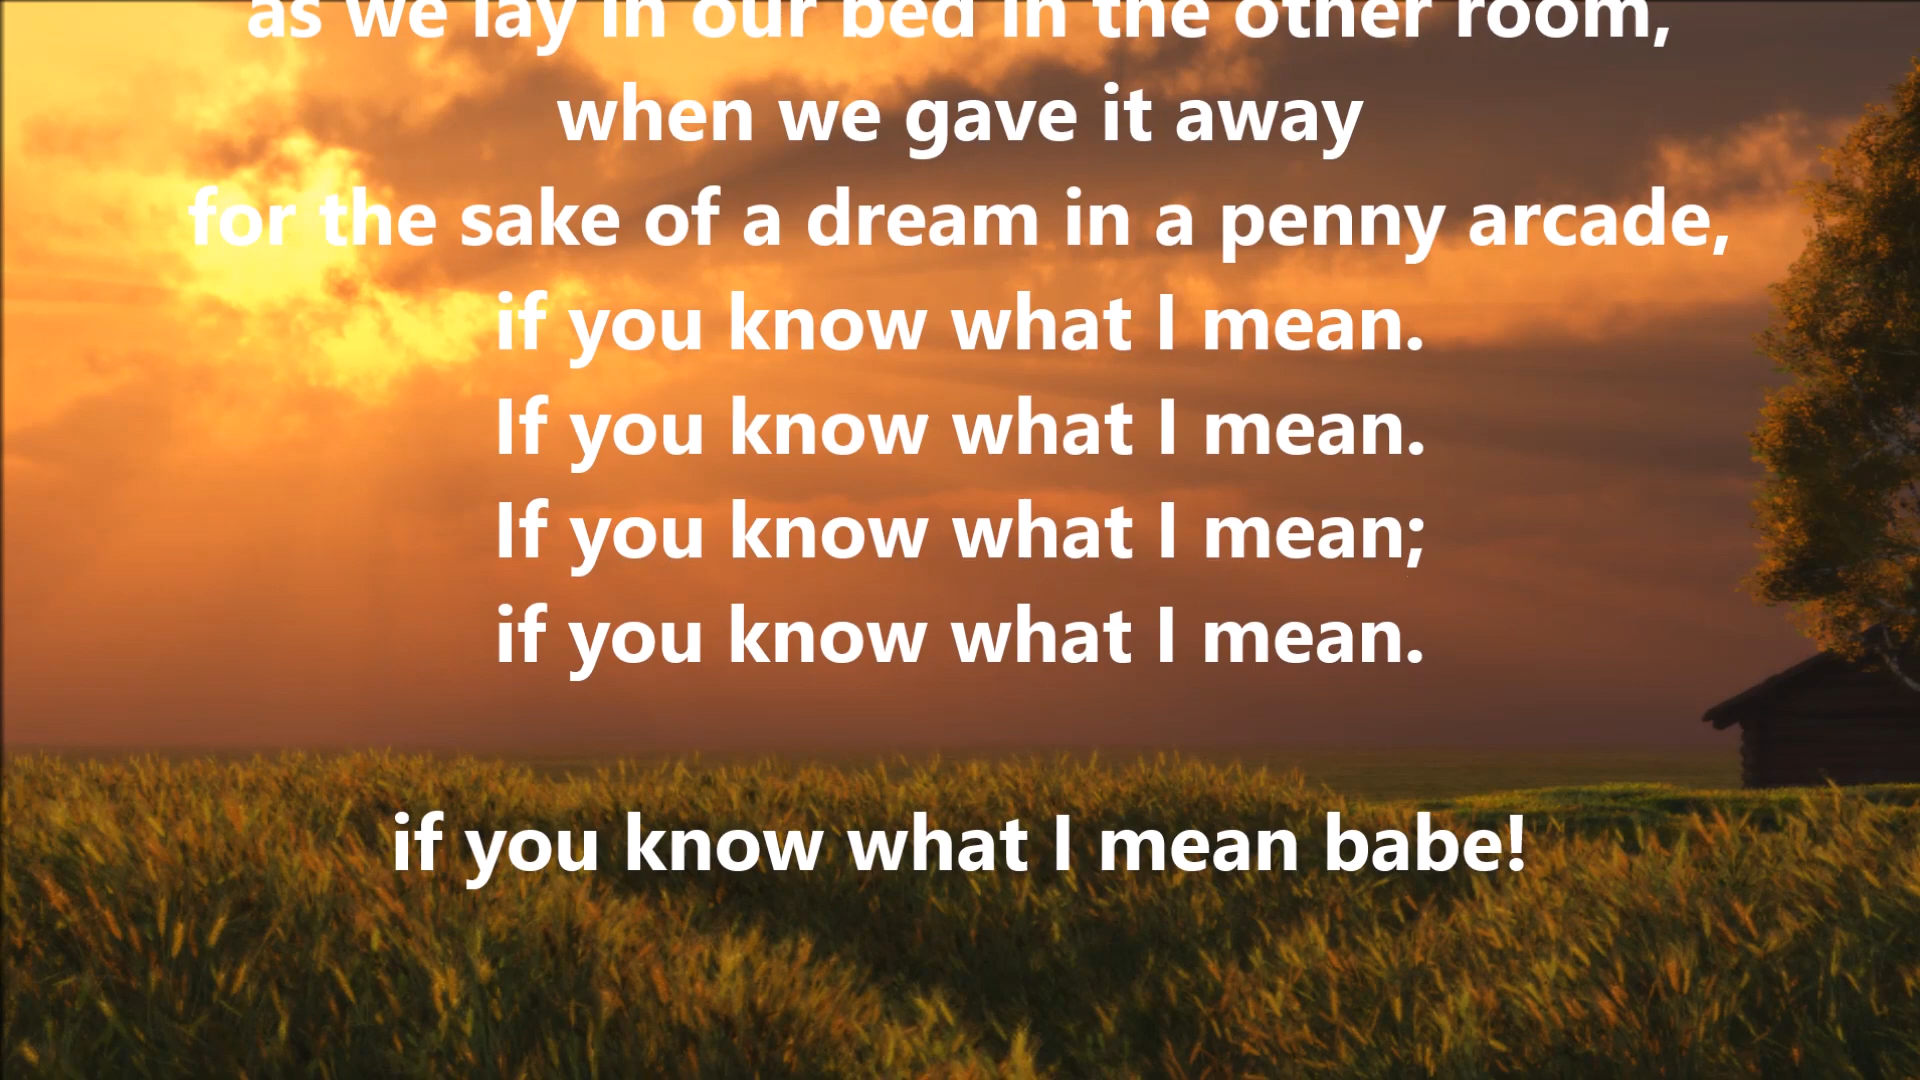 as we lay in our bed in the other room,
when we gave it away
for the sake of a dream in a penny arcade,
if you know what I mean.
If you know what I mean.
If you know what I mean;
if you know what I mean.
if you know what I mean babe!